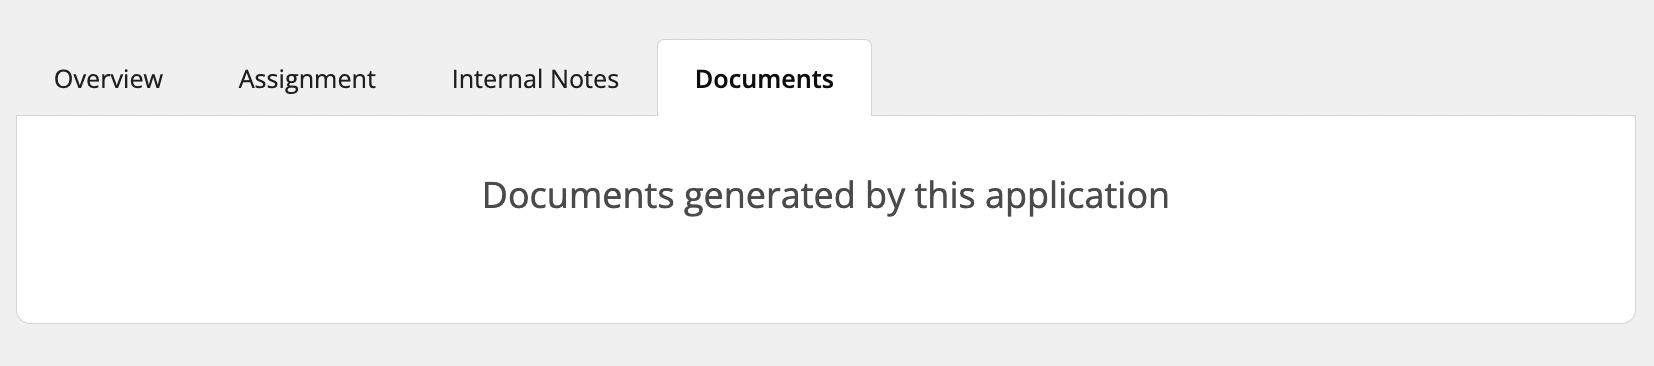 Overview Assignment Internal Notes Documents
Documents generated by this application